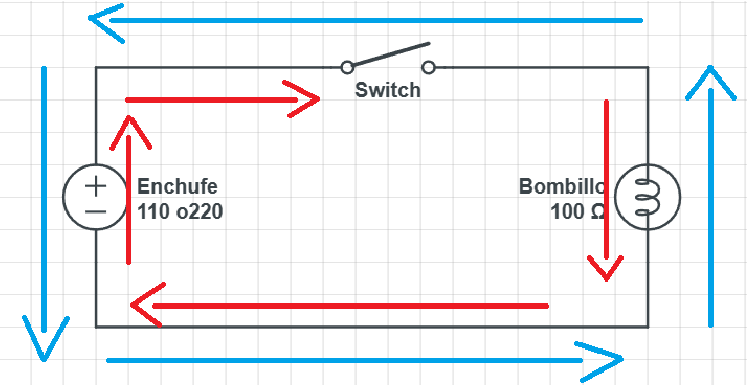 Switch
Enchufe
110 o220
Bombillo
100 Ω
+
−